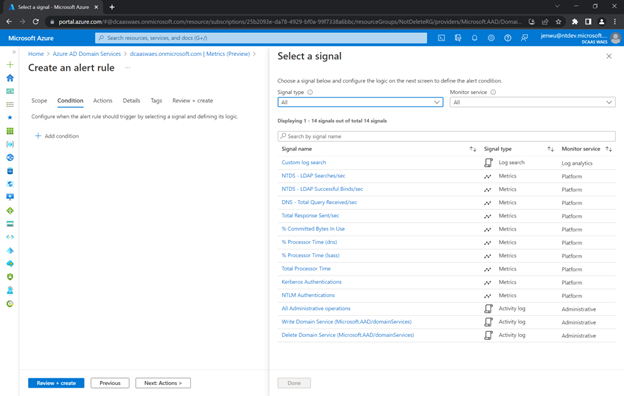 Select a signal - Microsoft Azure
portal.azure.com/#@dcaaswaes.onmicrosoft.com/resource/subscriptions/25b2093x-da76-4929-bf0a-99f7338a6bbc/resourceGroups/NotDeleteRG/providers/Microsoft.AAD/Domai...
Microsoft Azure
Search resources, services, and docs (G+/)
jemwu@ntdev.microsoft....
DCAAS WAES
Home > Azure AD Domain Services > dcaaswaes.onmicrosoft.com | Metrics (Preview) >
Create an alert rule ...
Scope Condition Actions Details Tags Review + create
Configure when the alert rule should trigger by selecting a signal and defining its logic.
+ Add condition
Review + create
Previous
Next: Actions >
Select a signal
Choose a signal below and configure the logic on the next screen to define the alert condition.
Signal type
Monitor service
All
All
Displaying 1 - 14 signals out of total 14 signals
Search by signal name
Signal name Signal type Monitor service
Custom log search Log search Log analytics
NTDS - LDAP Searches/sec Metrics Platform
NTDS - LDAP Successful Binds/sec Metrics Platform
DNS - Total Query Received/sec Metrics Platform
Total Response Sent/sec Metrics Platform
% Committed Bytes In Use Metrics Platform
% Processor Time (dns) Metrics Platform
% Processor Time (lsass) Metrics Platform
Total Processor Time Metrics Platform
Kerberos Authentications Metrics Platform
NTLM Authentications Metrics Platform
All Administrative operations Activity log Administrative
Write Domain Service (Microsoft.AAD/domainServices) Activity log Administrative
Delete Domain Service (Microsoft.AAD/domainServices) Activity log Administrative
Done